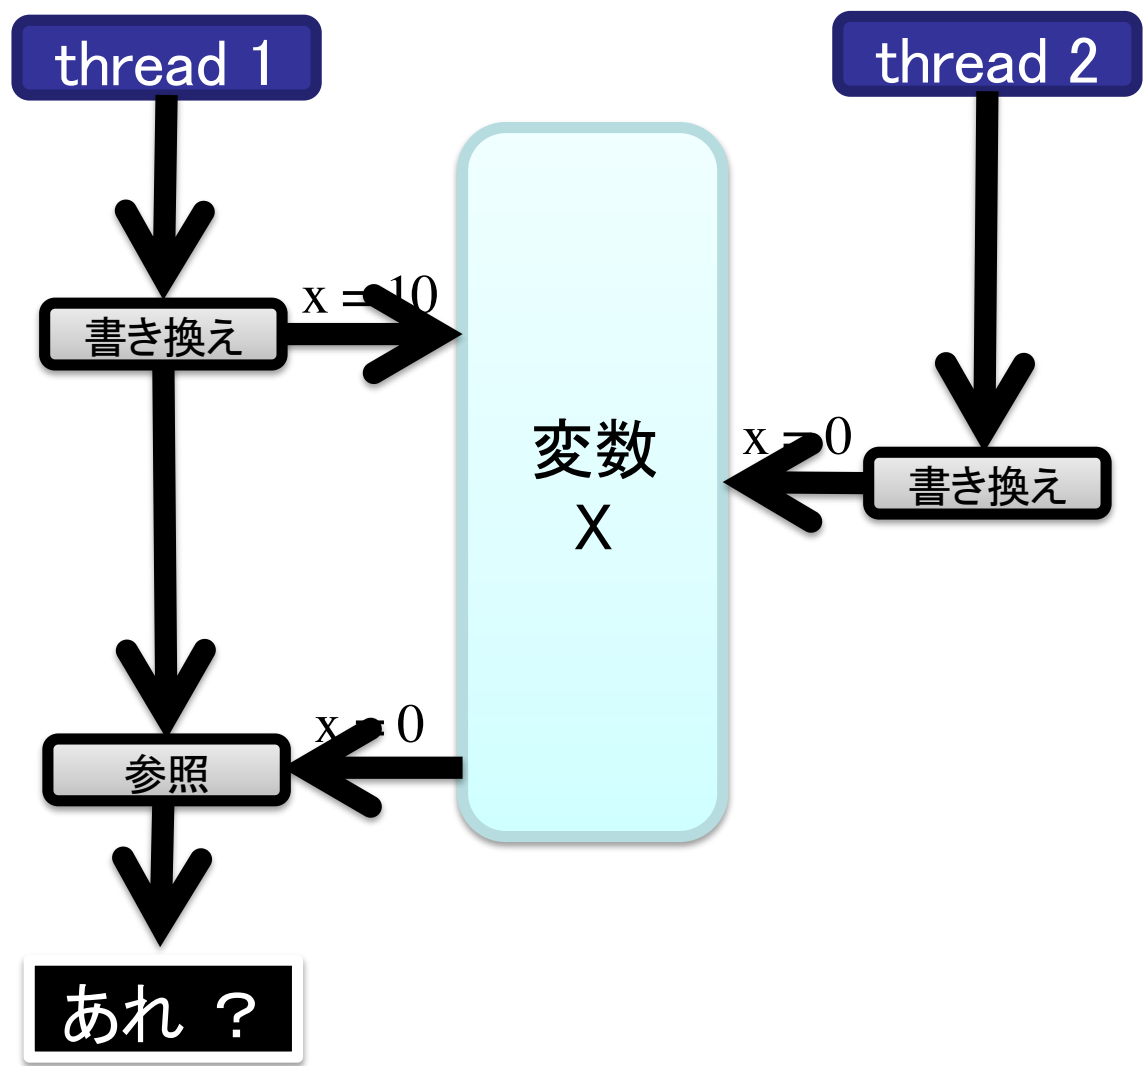 thread 1
thread 2
x = 10
書き換え
x = 0
書き換え
変数
X
x = 0
参照
あれ ？